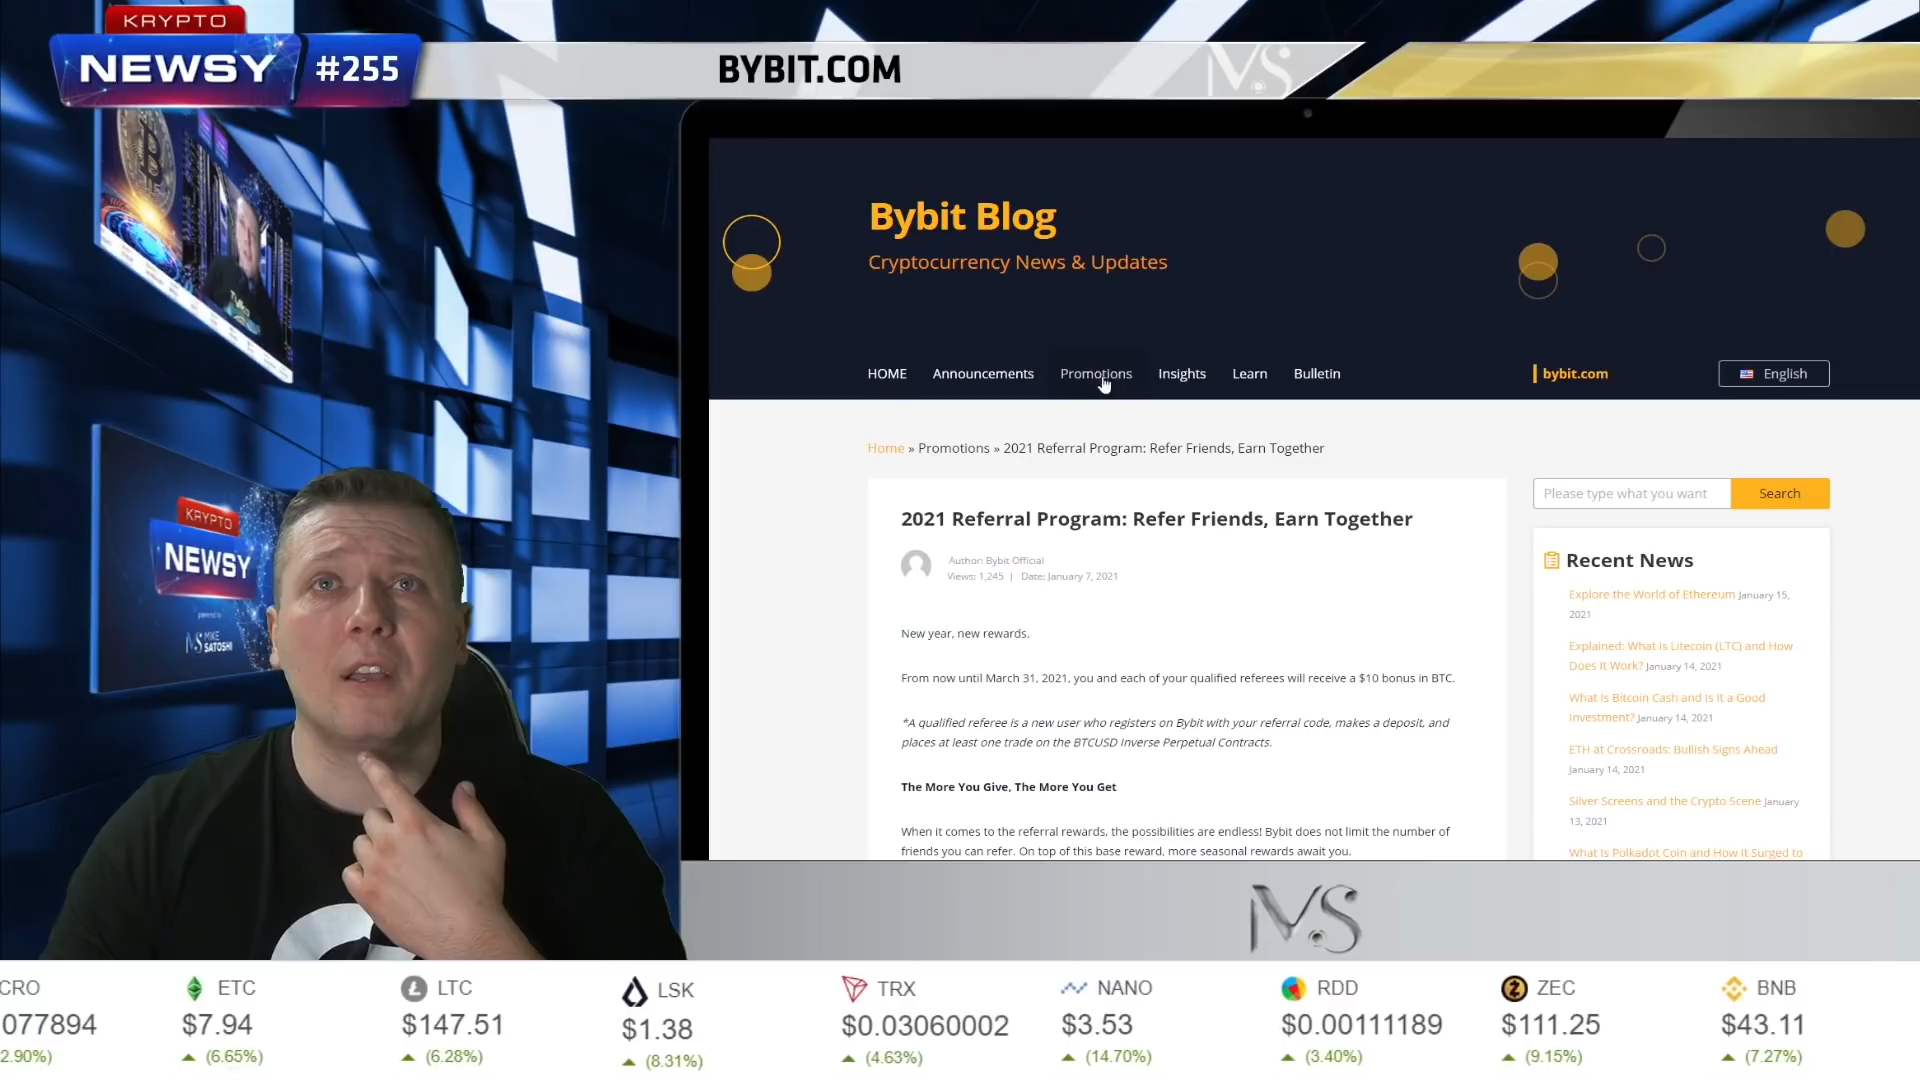 KRYPTO
NEWSY #255
BYBIT.COM
MS
Bybit Blog
Cryptocurrency News & Updates
HOME Announcements Promotions Insights Learn Bulletin bybit.com English
Home » Promotions » 2021 Referral Program: Refer Friends, Earn Together
Please type what you want Search
2021 Referral Program: Refer Friends, Earn Together
Author: Bybit Official
Views: 1,245 | Date: January 7, 2021
New year, new rewards.
From now until March 31, 2021, you and each of your qualified referees will receive a $10 bonus in BTC.
*A qualified referee is a new user who registers on Bybit with your referral code, makes a deposit, and
places at least one trade on the BTCUSD Inverse Perpetual Contracts.
The More You Give, The More You Get
When it comes to the referral rewards, the possibilities are endless! Bybit does not limit the number of
friends you can refer. On top of this base reward, more seasonal rewards await you.
Recent News
Explore the World of Ethereum January 15,
2021
Explained: What Is Litecoin (LTC) and How
Does It Work? January 14, 2021
What Is Bitcoin Cash and Is It a Good
Investment? January 14, 2021
ETH at Crossroads: Bullish Signs Ahead
January 14, 2021
Silver Screens and the Crypto Scene January
13, 2021
What Is Polkadot Coin and How It Surged to
KRYPTO
NEWSY
powered by
MS MIKE
SATOSHI
MS
CRO ETC LTC LSK TRX NANO RDD ZEC BNB
077894 $7.94 $147.51 $1.38 $0.03060002 $3.53 $0.00111189 $111.25 $43.11
2.90%) (6.65%) (6.28%) (8.31%) (4.63%) (14.70%) (3.40%) (9.15%) (7.27%)